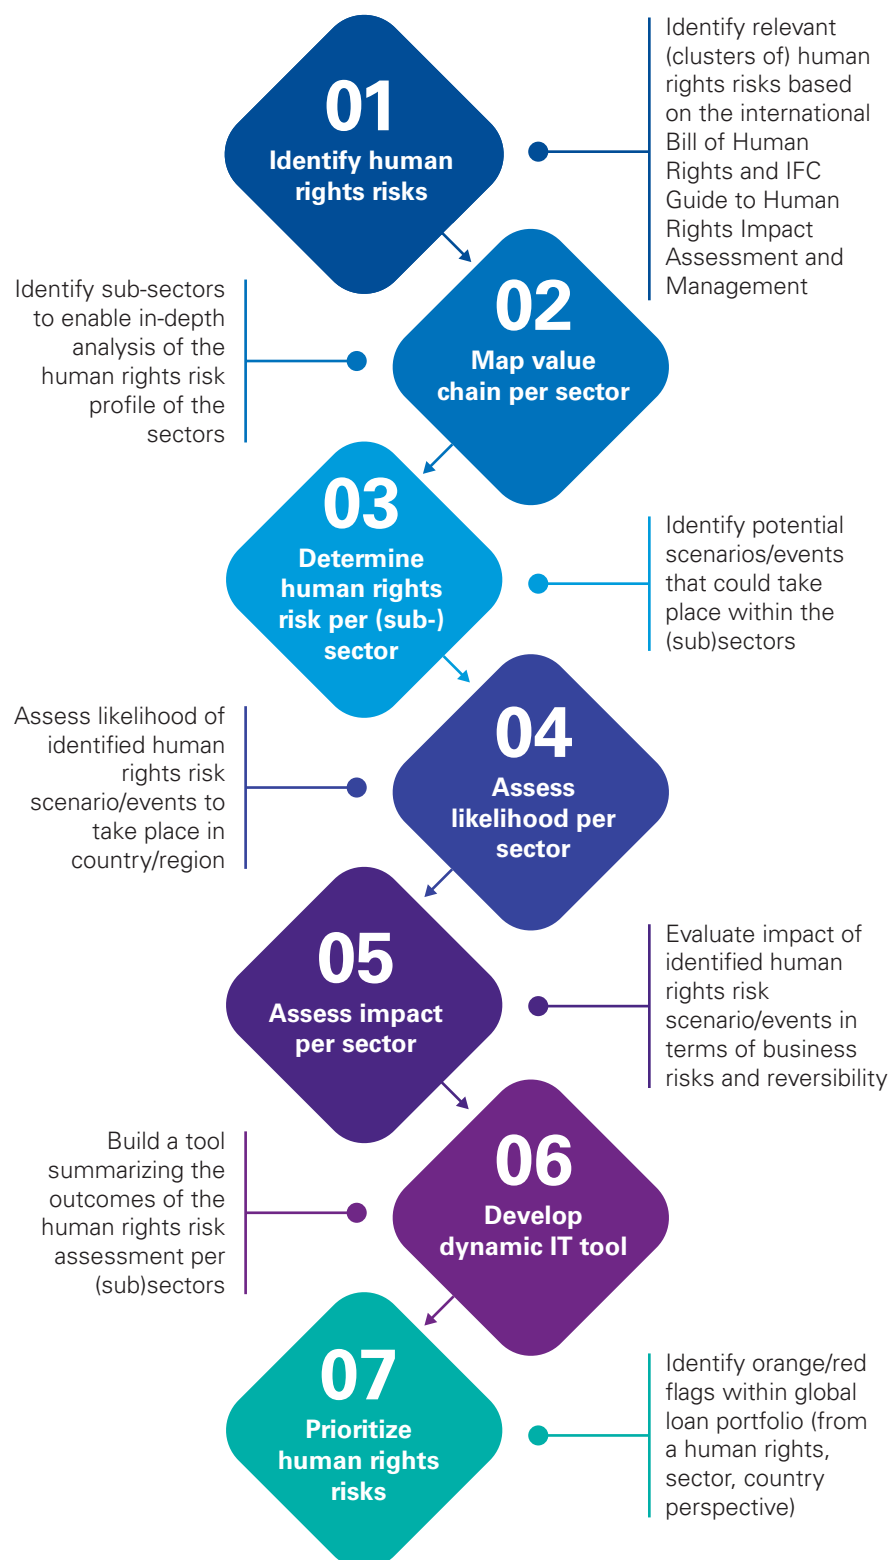 01
Identify human
rights risks
Identify relevant
(clusters of) human
rights risks based
on the international
Bill of Human
Rights and IFC
Guide to Human
Rights Impact
Assessment and
Management
02
Map value
chain per sector
Identify sub-sectors
to enable in-depth
analysis of the
human rights risk
profile of the
sectors
03
Determine
human rights
risk per (sub-)
sector
Identify potential
scenarios/events
that could take
place within the
(sub)sectors
04
Assess
likelihood per
sector
Assess likelihood of
identified human
rights risk
scenario/events to
take place in
country/region
05
Assess impact
per sector
Evaluate impact of
identified human
rights risk
scenario/events in
terms of business
risks and reversibility
06
Develop
dynamic IT tool
Build a tool
summarizing the
outcomes of the
human rights risk
assessment per
(sub)sectors
07
Prioritize
human rights
risks
Identify orange/red
flags within global
loan portfolio (from
a human rights,
sector, country
perspective)